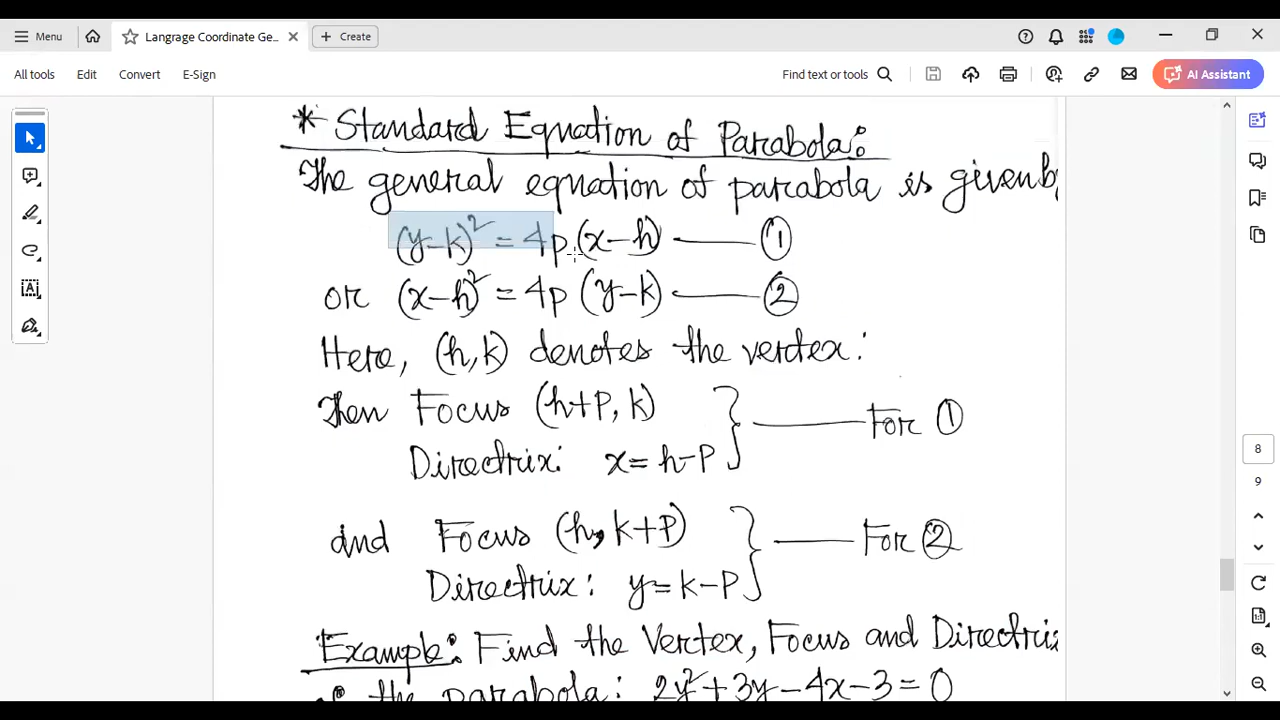 Menu
Langrage Coordinate Ge...
Create
All tools
Edit
Convert
E-Sign
Find text or tools
AI Assistant
* Standard Equation of Parabola:
The general equation of parabola is given b
(y-k)² = 4p (x-h) —— ①
or (x-h)² = 4p (y-k) —— ②
Here, (h,k) denotes the vertex:
Then Focus (h+p, k)
Directrix: x= h-p } —— For ①
and Focus (h, k+p)
Directrix: y= k-p } —— For ②
Example: Find the Vertex, Focus and Directrix
of the parabola: 2y²+3y-4x-3=0
8
9